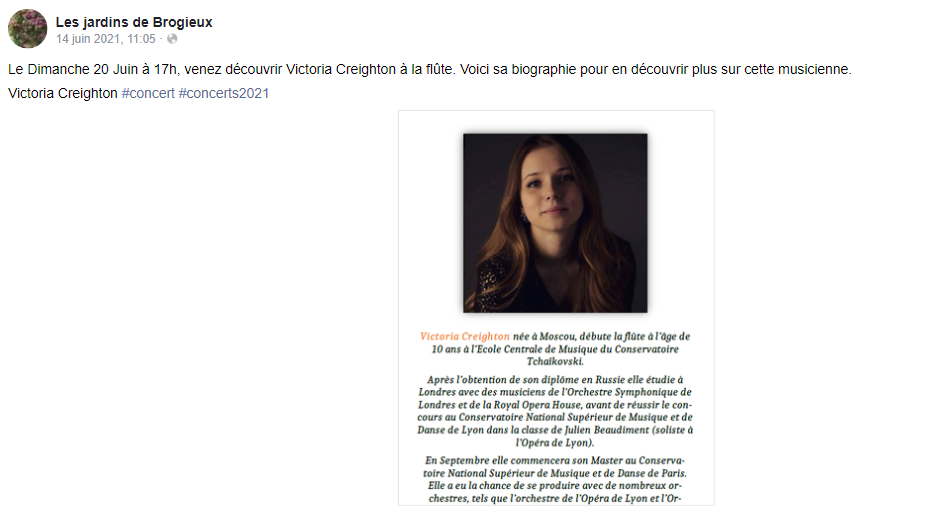 Les jardins de Brogieux
14 juin 2021, 11:05 ·
Le Dimanche 20 Juin à 17h, venez découvrir Victoria Creighton à la flûte. Voici sa biographie pour en découvrir plus sur cette musicienne.
Victoria Creighton #concert #concerts2021
Victoria Creighton née à Moscou, débute la flûte à l'âge de
10 ans à l'Ecole Centrale de Musique du Conservatoire
Tchaïkovski.
Après l'obtention de son diplôme en Russie elle étudie à
Londres avec des musiciens de l'Orchestre Symphonique de
Londres et de la Royal Opera House, avant de réussir le con-
cours au Conservatoire National Supérieur de Musique et de
Danse de Lyon dans la classe de Julien Beaudiment (soliste à
l'Opéra de Lyon).
En Septembre elle commencera son Master au Conserva-
toire National Supérieur de Musique et de Danse de Paris.
Elle a eu la chance de se produire avec de nombreux or-
chestres, tels que l'orchestre de l'Opéra de Lyon et l'Or-